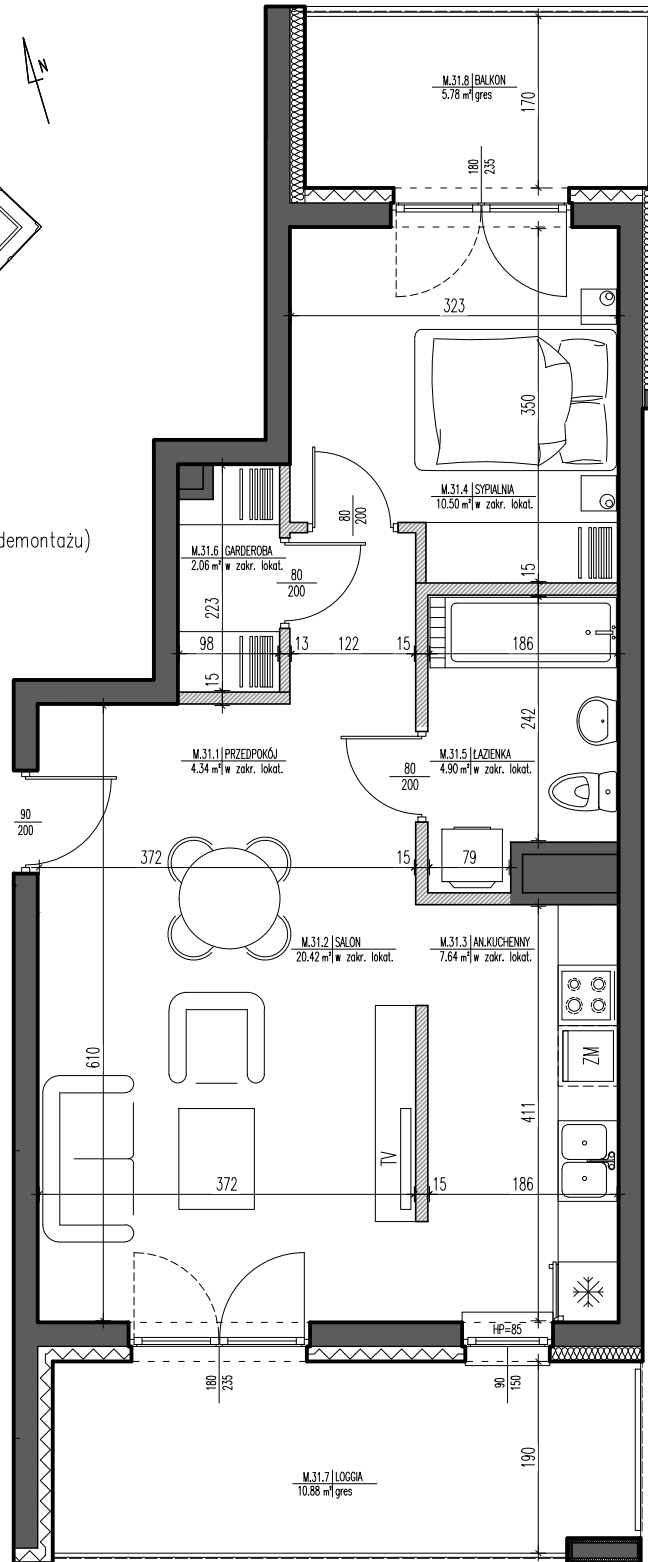 N
M.31.8 BALKON
5.78 m² gres
170
180
235
323
350
M.31.4 SYPIALNIA
10.50 m² w zakr. lokat.
80
200
demontażu)
M.31.6 GARDEROBA
2.06 m² w zakr. lokat.
80
200
15
223
98
13
122
15
186
15
242
M.31.1 PRZEDPOKÓJ
4.34 m² w zakr. lokat.
M.31.5 ŁAZIENKA
4.90 m² w zakr. lokat.
80
200
90
200
372
15
79
M.31.2 SALON
20.42 m² w zakr. lokat.
M.31.3 AN.KUCHENNY
7.64 m² w zakr. lokat.
ZM
610
411
TV
372
15
186
HP=85
180
235
90
150
190
M.31.7 LOGGIA
10.88 m² gres